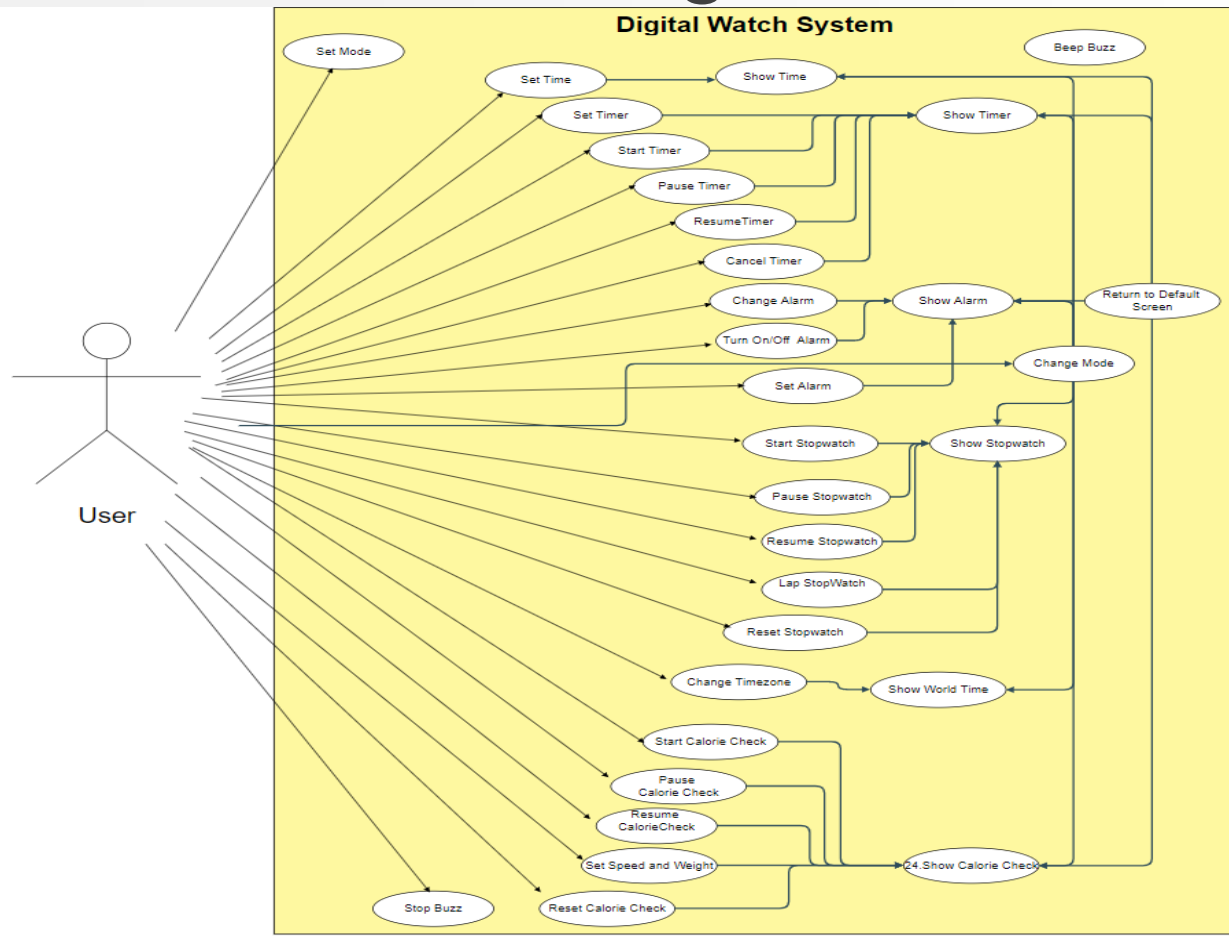 Digital Watch System
Set Mode
Beep Buzz
Set Time
Show Time
Set Timer
Show Timer
Start Timer
Pause Timer
ResumeTimer
Cancel Timer
Change Alarm
Show Alarm
Return to Default
Screen
Turn On/Off Alarm
Change Mode
Set Alarm
Start Stopwatch
Show Stopwatch
Pause Stopwatch
User
Resume Stopwatch
Lap StopWatch
Reset Stopwatch
Change Timezone
Show World Time
Start Calorie Check
Pause
Calorie Check
Resume
CalorieCheck
Set Speed and Weight
24.Show Calorie Check
Stop Buzz
Reset Calorie Check